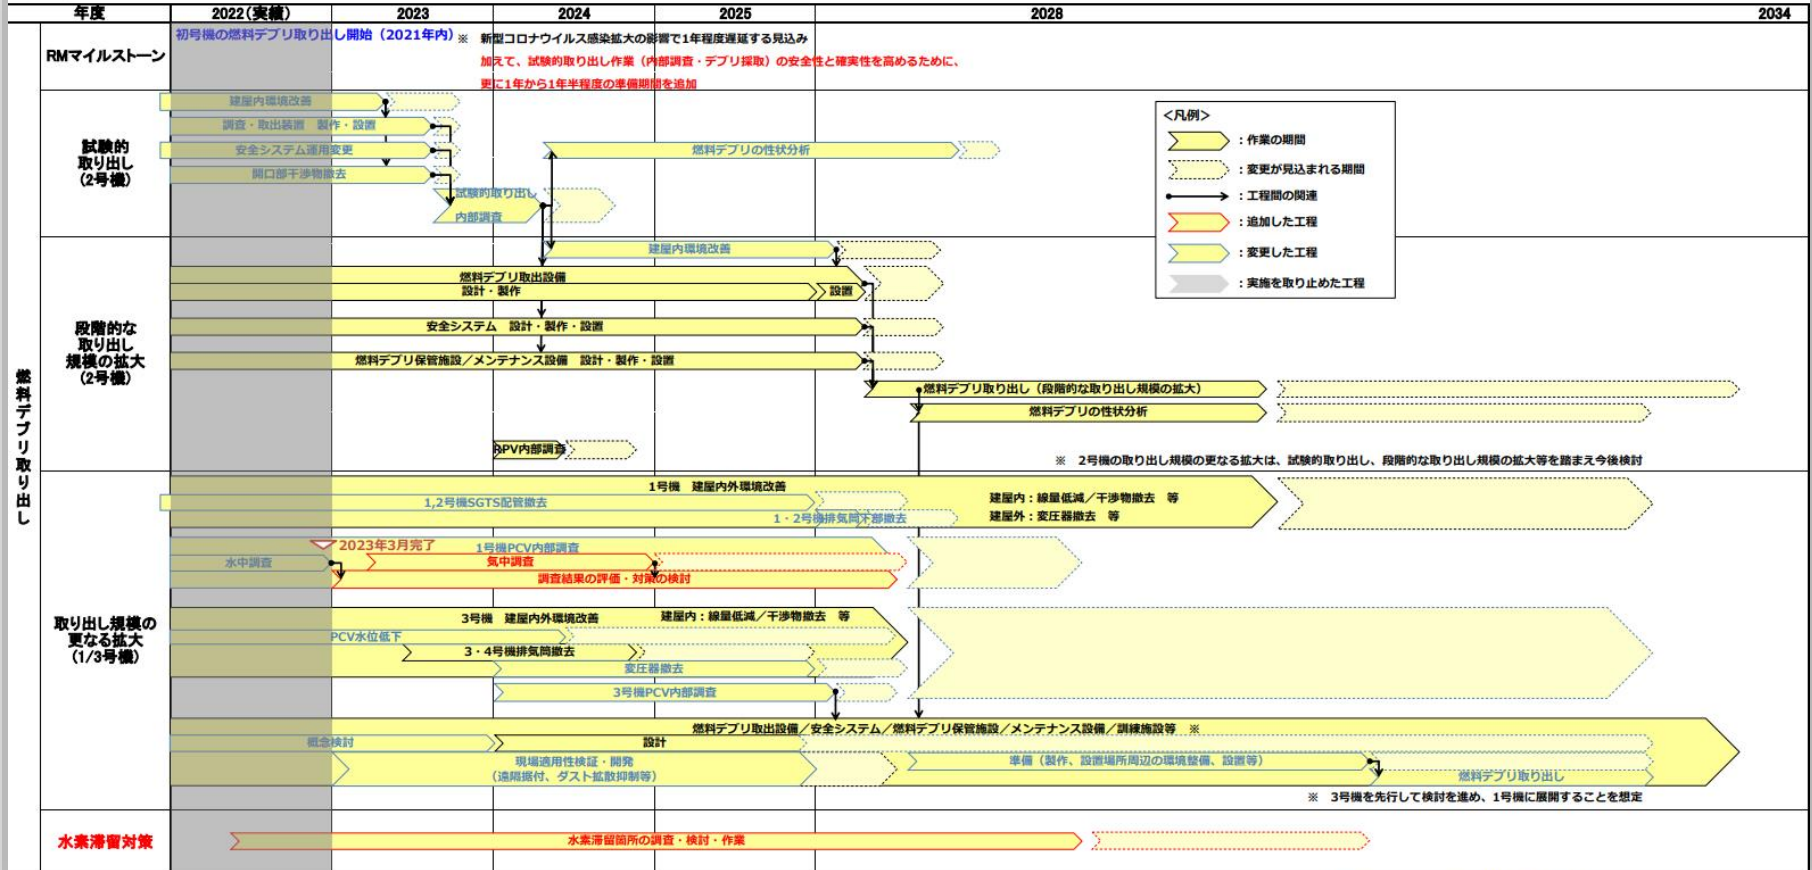 年度
2022(実績)
2023
2024
2025
2028
2034
燃料デブリ取り出し
RMマイルストーン
初号機の燃料デブリ取り出し開始（2021年内）
※　新型コロナウイルス感染拡大の影響で1年程度遅延する見込み
加えて、試験的取り出し作業（内部調査・デブリ採取）の安全性と確実性を高めるために、
更に1年から1年半程度の準備期間を追加
試験的
取り出し
(2号機)
建屋内環境改善
調査・取出装置　製作・設置
安全システム運用変更
開口部干渉物撤去
試験的取り出し
内部調査
燃料デブリの性状分析
＜凡例＞
：作業の期間
：変更が見込まれる期間
：工程間の関連
：追加した工程
：変更した工程
：実施を取り止めた工程
段階的な
取り出し
規模の拡大
(2号機)
建屋内環境改善
燃料デブリ取出設備
設計・製作
設置
安全システム　設計・製作・設置
燃料デブリ保管施設／メンテナンス設備　設計・製作・設置
燃料デブリ取り出し（段階的な取り出し規模の拡大）
燃料デブリの性状分析
RPV内部調査
※　2号機の取り出し規模の更なる拡大は、試験的取り出し、段階的な取り出し規模の拡大等を踏まえ今後検討
取り出し規模の
更なる拡大
(1/3号機)
1号機　建屋内外環境改善
1,2号機SGTS配管撤去
建屋内：線量低減／干渉物撤去　等
1・2号機排気筒下部撤去
建屋外：変圧器撤去　等
2023年3月完了
1号機PCV内部調査
水中調査
気中調査
調査結果の評価・対策の検討
3号機　建屋内外環境改善
建屋内：線量低減／干渉物撤去　等
PCV水位低下
3・4号機排気筒撤去
変圧器撤去
3号機PCV内部調査
燃料デブリ取出設備／安全システム／燃料デブリ保管施設／メンテナンス設備／訓練施設等　※
概念検討
設計
現場適用性検証・開発
（遠隔据付、ダスト拡散抑制等）
準備（製作、設置場所周辺の環境整備、設置等）
燃料デブリ取り出し
※　3号機を先行して検討を進め、1号機に展開することを想定
水素滞留対策
水素滞留箇所の調査・検討・作業